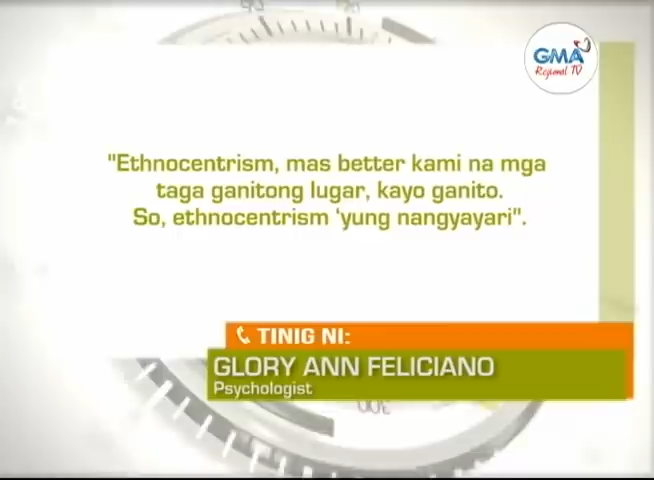 GMA
Regional TV
"Ethnocentrism, mas better kami na mga
taga ganitong lugar, kayo ganito.
So, ethnocentrism 'yung nangyayari".
TINIG NI:
GLORY ANN FELICIANO
Psychologist
300